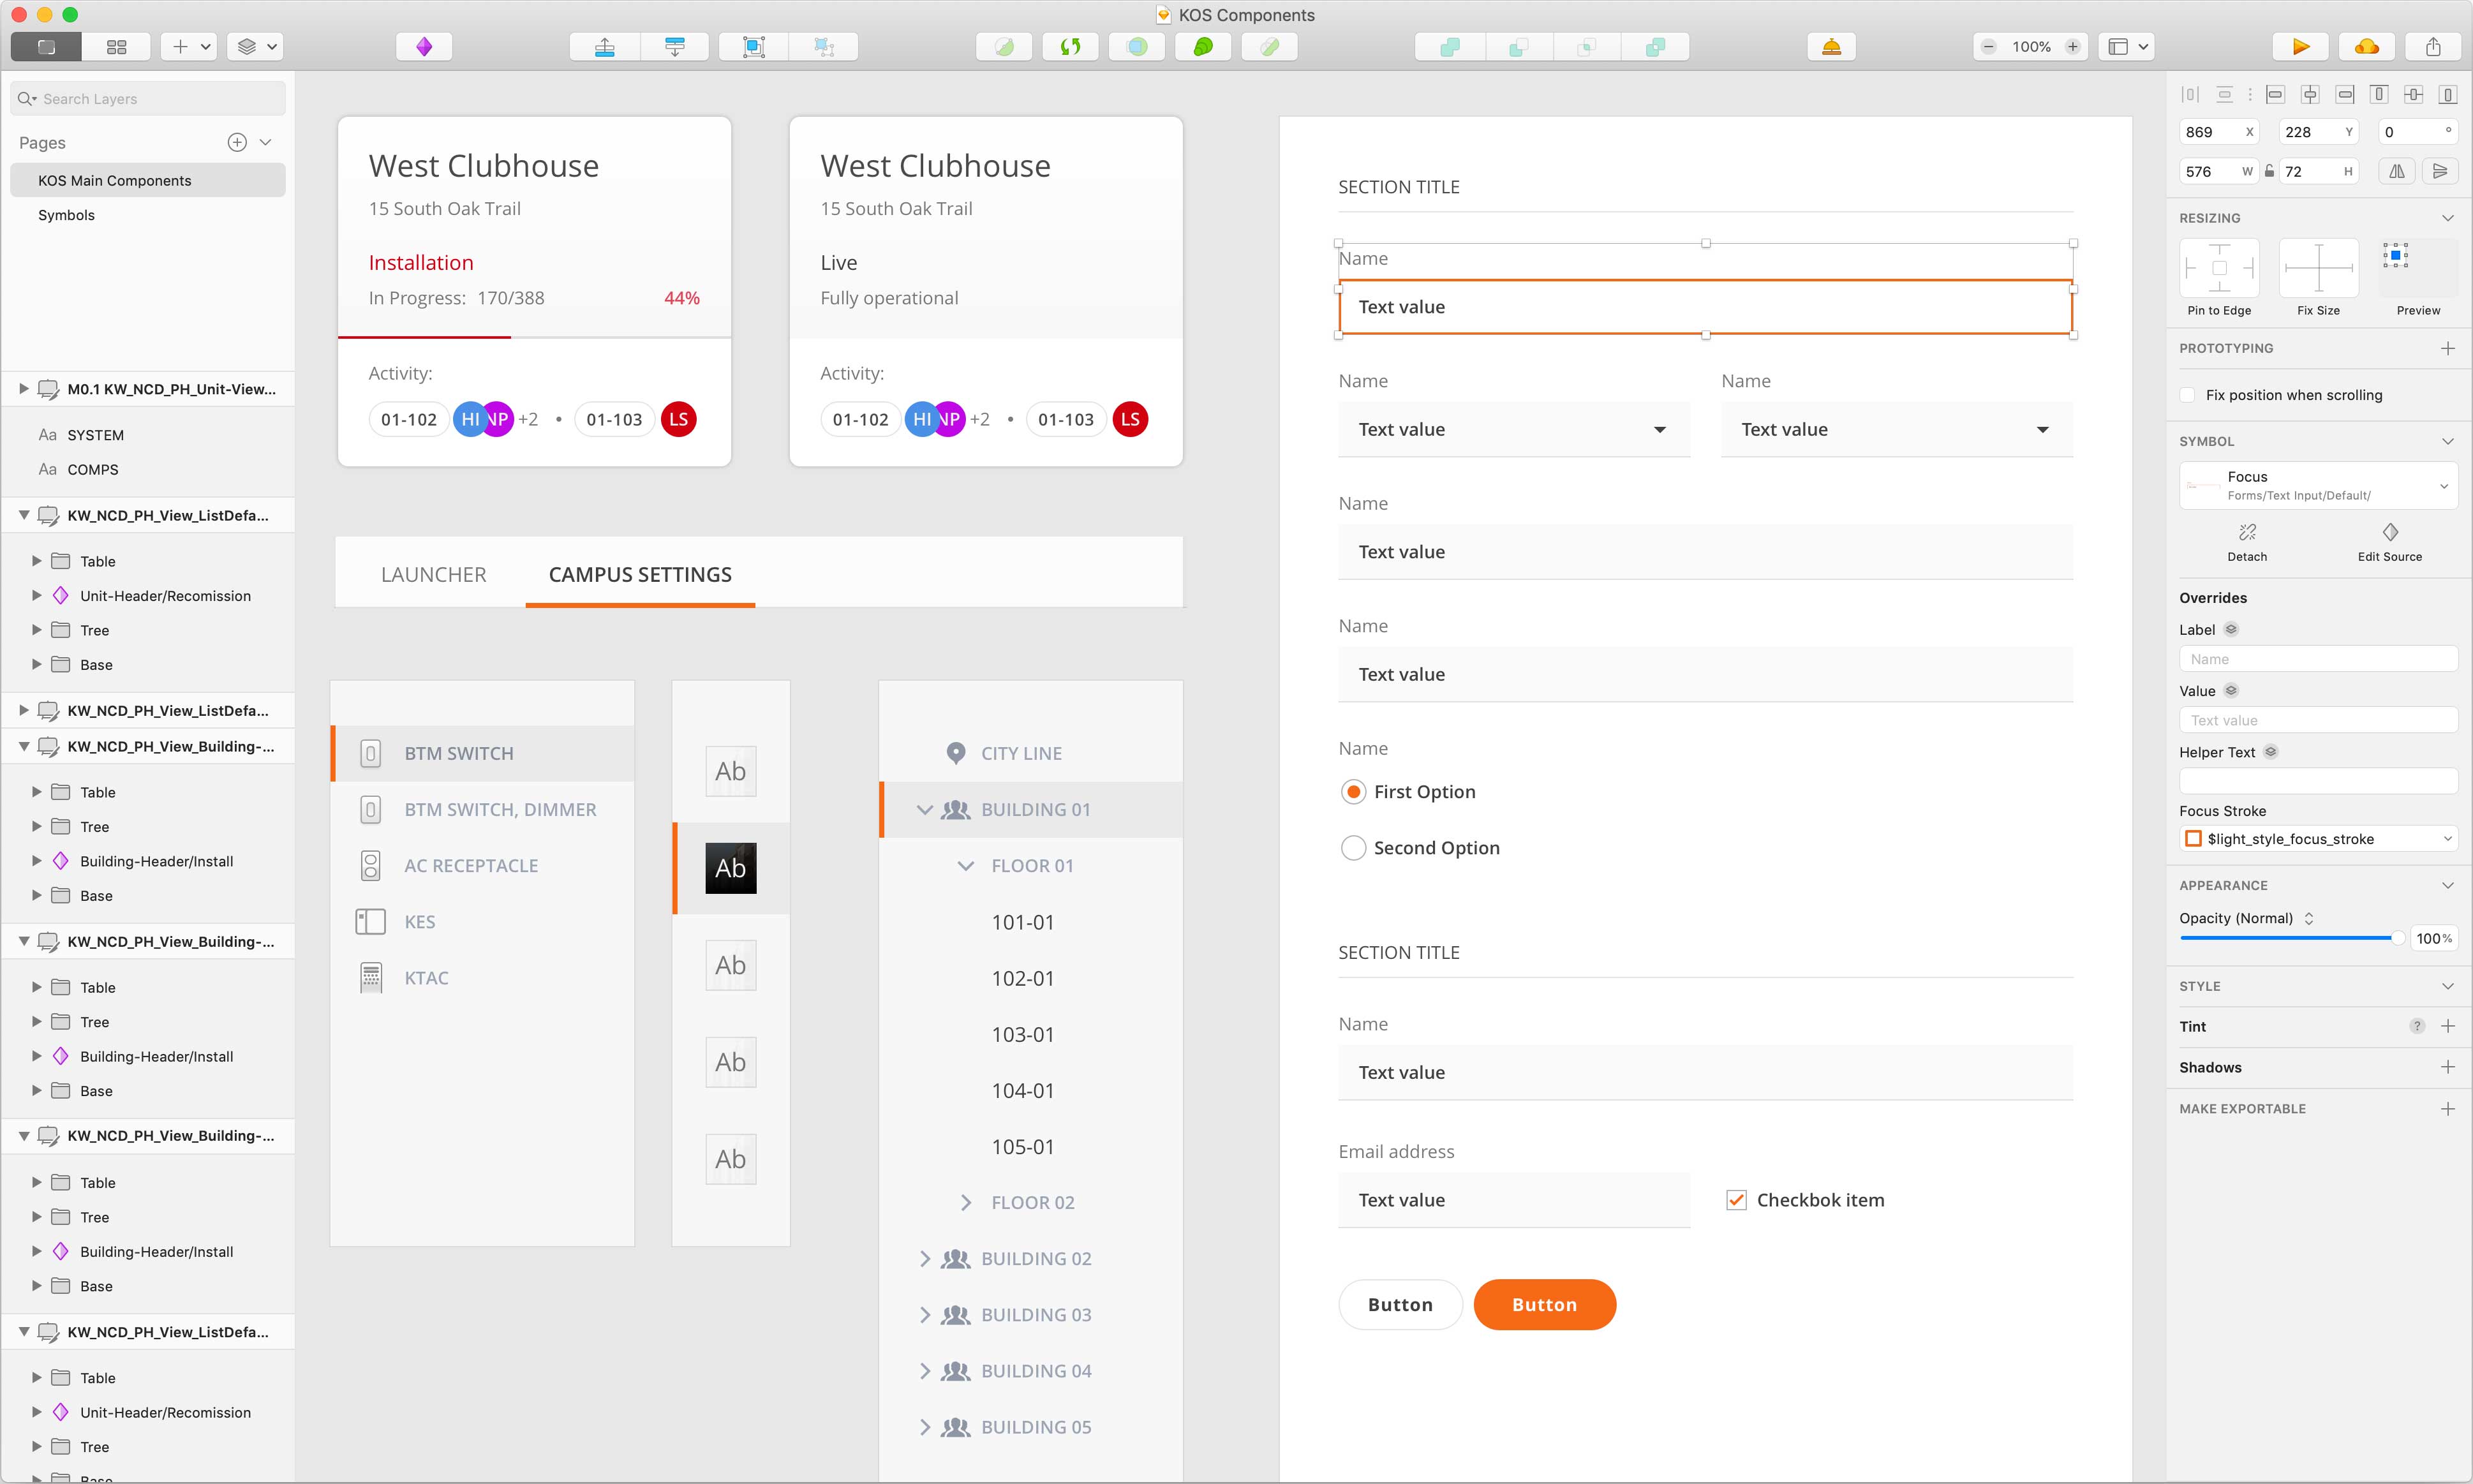 KOS Components
100%
Search Layers
Pages
KOS Main Components
Symbols
M0.1 KW_NCD_PH_Unit-View...
Aa SYSTEM
Aa COMPS
KW_NCD_PH_View_ListDefa...
Table
Unit-Header/Recomission
Tree
Base
KW_NCD_PH_View_ListDefa...
KW_NCD_PH_View_Building-...
Table
Tree
Building-Header/Install
Base
KW_NCD_PH_View_Building-...
Table
Tree
Building-Header/Install
Base
KW_NCD_PH_View_Building-...
Table
Tree
Building-Header/Install
Base
KW_NCD_PH_View_ListDefa...
Table
Unit-Header/Recomission
Tree
Base
West Clubhouse
15 South Oak Trail
Installation
In Progress: 170/388 44%
Activity:
01-102 HI NP +2 • 01-103 LS
West Clubhouse
15 South Oak Trail
Live
Fully operational
Activity:
01-102 HI NP +2 • 01-103 LS
LAUNCHER CAMPUS SETTINGS
BTM SWITCH
BTM SWITCH, DIMMER
AC RECEPTACLE
KES
KTAC
Ab
Ab
Ab
Ab
Ab
CITY LINE
BUILDING 01
FLOOR 01
101-01
102-01
103-01
104-01
105-01
FLOOR 02
BUILDING 02
BUILDING 03
BUILDING 04
BUILDING 05
SECTION TITLE
Name
Text value
Name Name
Text value Text value
Name
Text value
Name
Text value
Name
First Option
Second Option
SECTION TITLE
Name
Text value
Email address
Text value Checkbok item
Button Button
869 X 228 Y 0 °
576 W 72 H
RESIZING
Pin to Edge Fix Size Preview
PROTOTYPING
Fix position when scrolling
SYMBOL
Focus
Forms/Text Input/Default/
Detach Edit Source
Overrides
Label
Name
Value
Text value
Helper Text
Focus Stroke
$light_style_focus_stroke
APPEARANCE
Opacity (Normal)
100%
STYLE
Tint ?
Shadows
MAKE EXPORTABLE